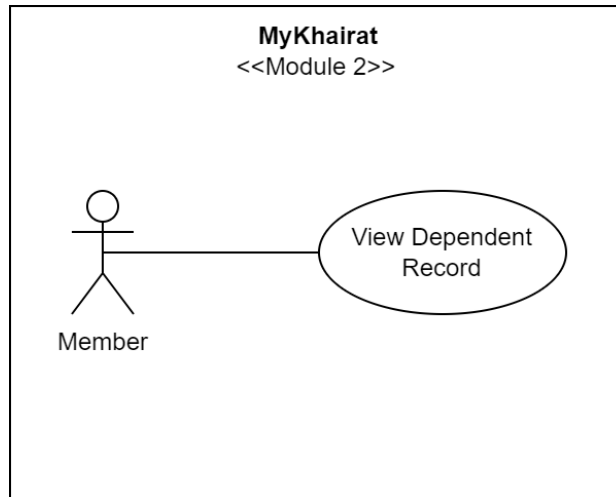 MyKhairat
<<Module 2>>
View Dependent
Record
Member